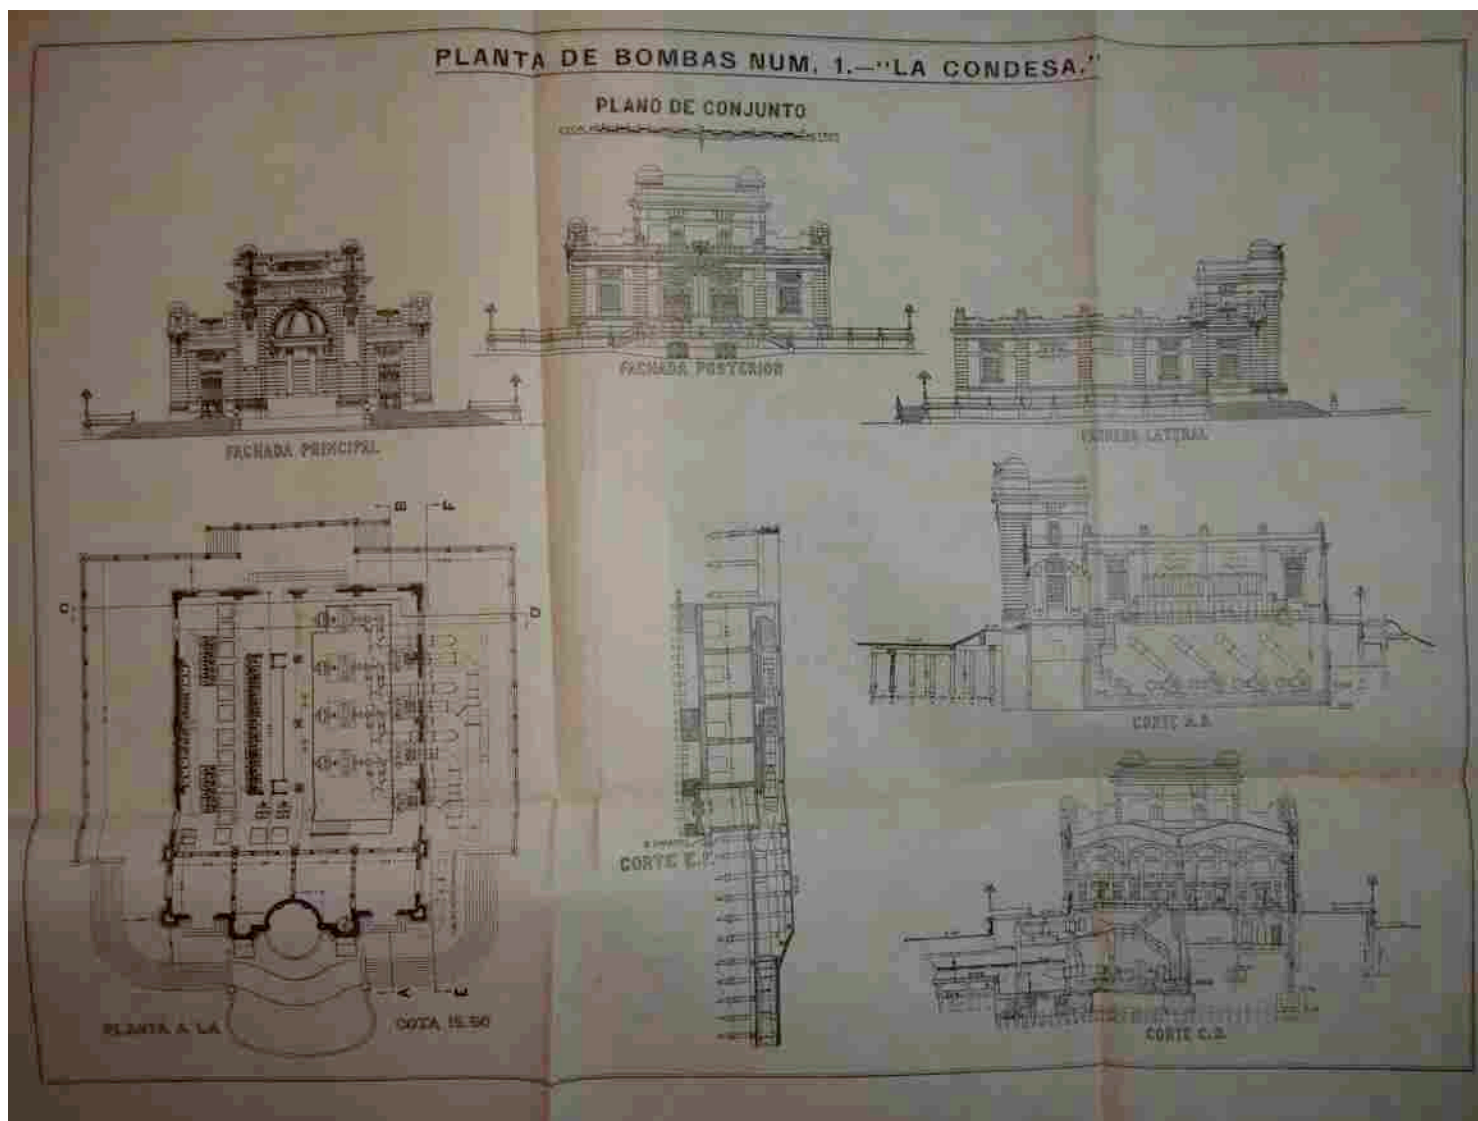 PLANTA DE BOMBAS NUM. 1.—"LA CONDESA."
PLANO DE CONJUNTO
FACHADA POSTERIOR
FACHADA PRINCIPAL
FACHADA LATERAL
B
F
C
D
CORTE A.B.
CORTE E.F.
A
E
PLANTA A LA COTA 15.50
CORTE C.D.